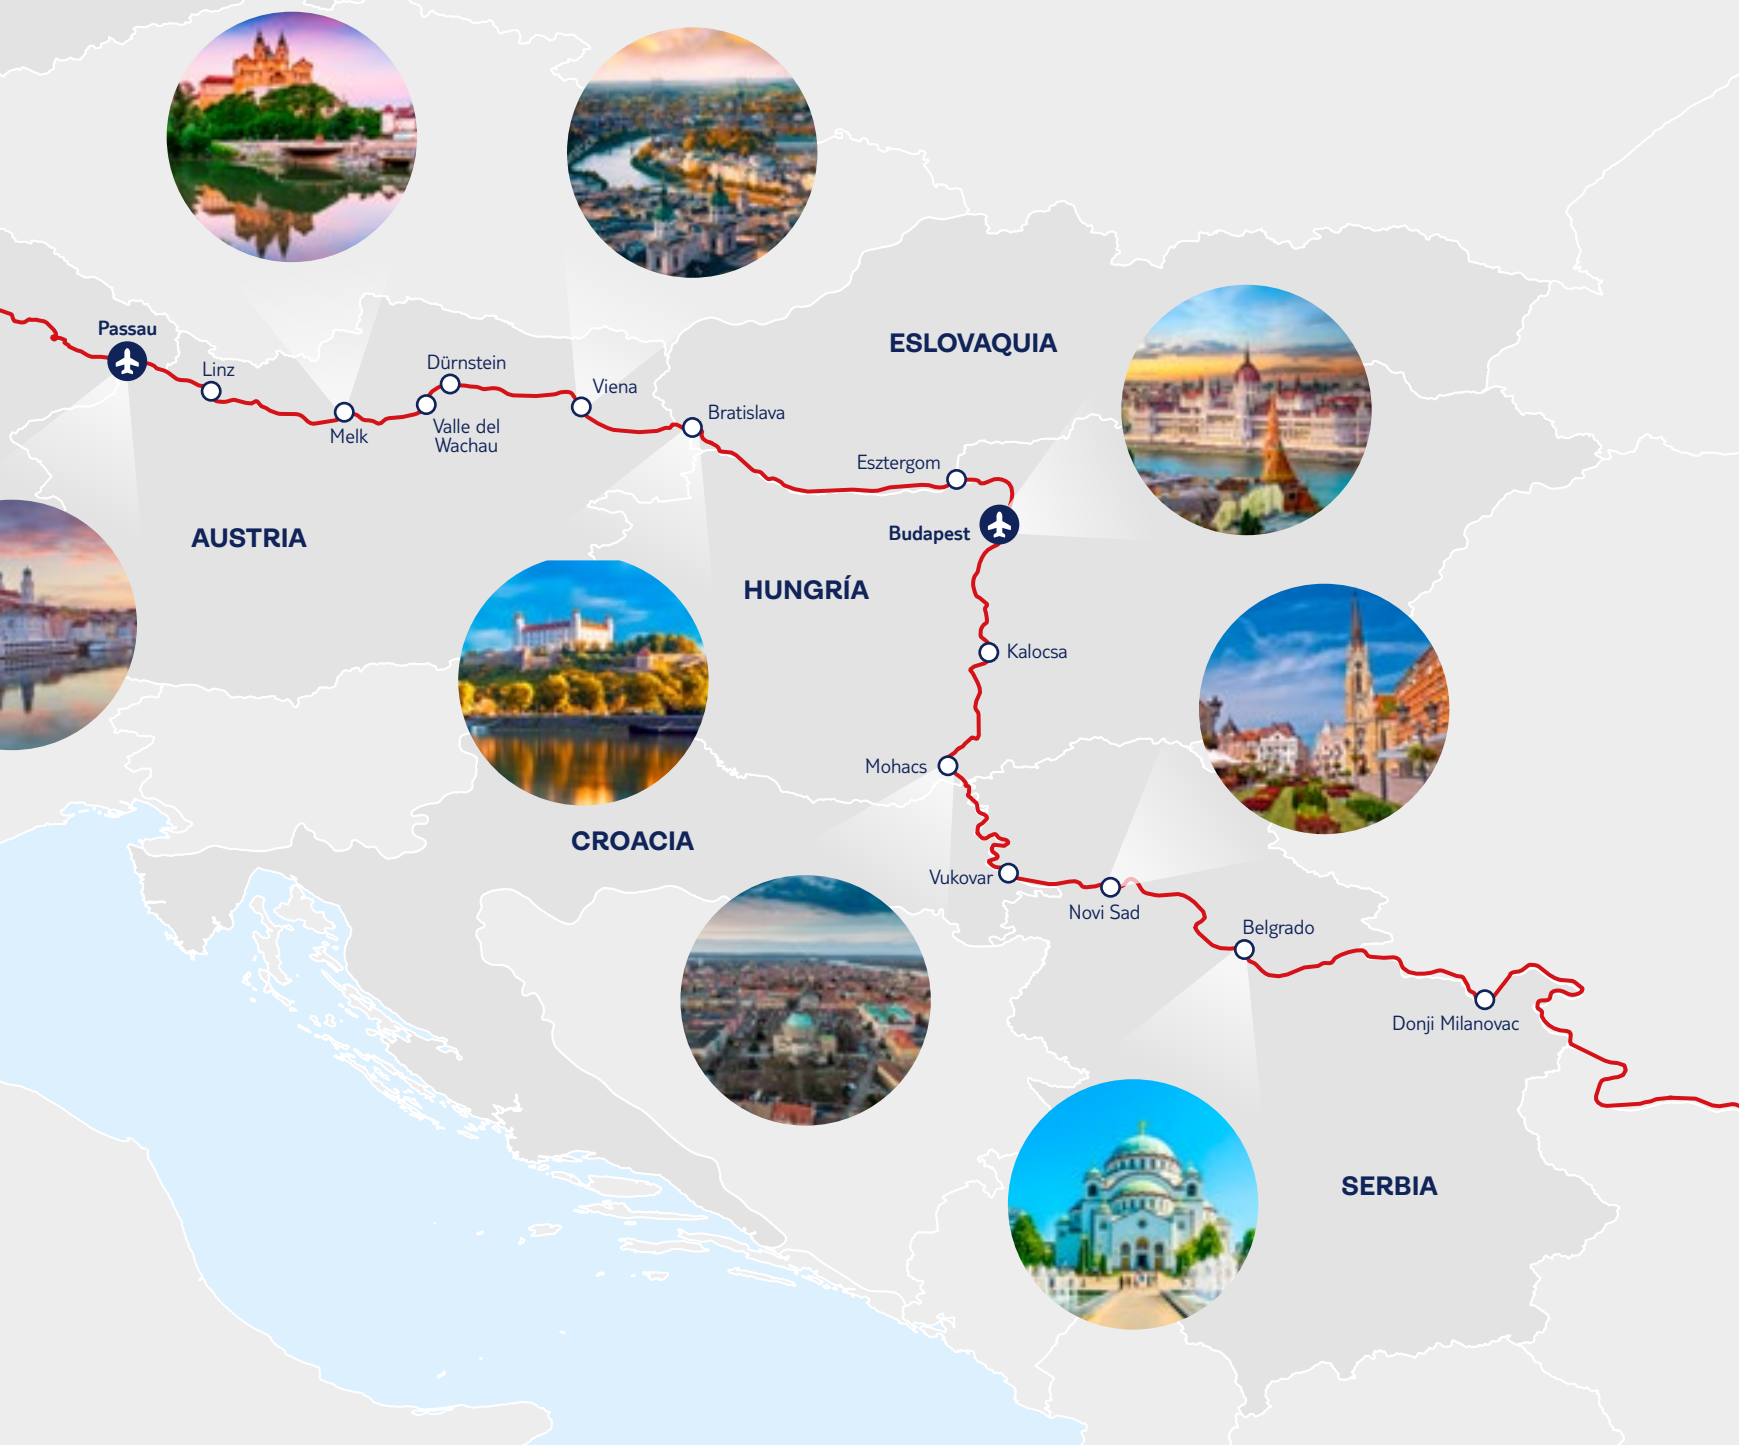 Passau
Linz
Melk
Dürnstein
Valle del
Wachau
Viena
Bratislava
ESLOVAQUIA
Esztergom
Budapest
AUSTRIA
HUNGRÍA
Kalocsa
Mohacs
CROACIA
Vukovar
Novi Sad
Belgrado
Donji Milanovac
SERBIA